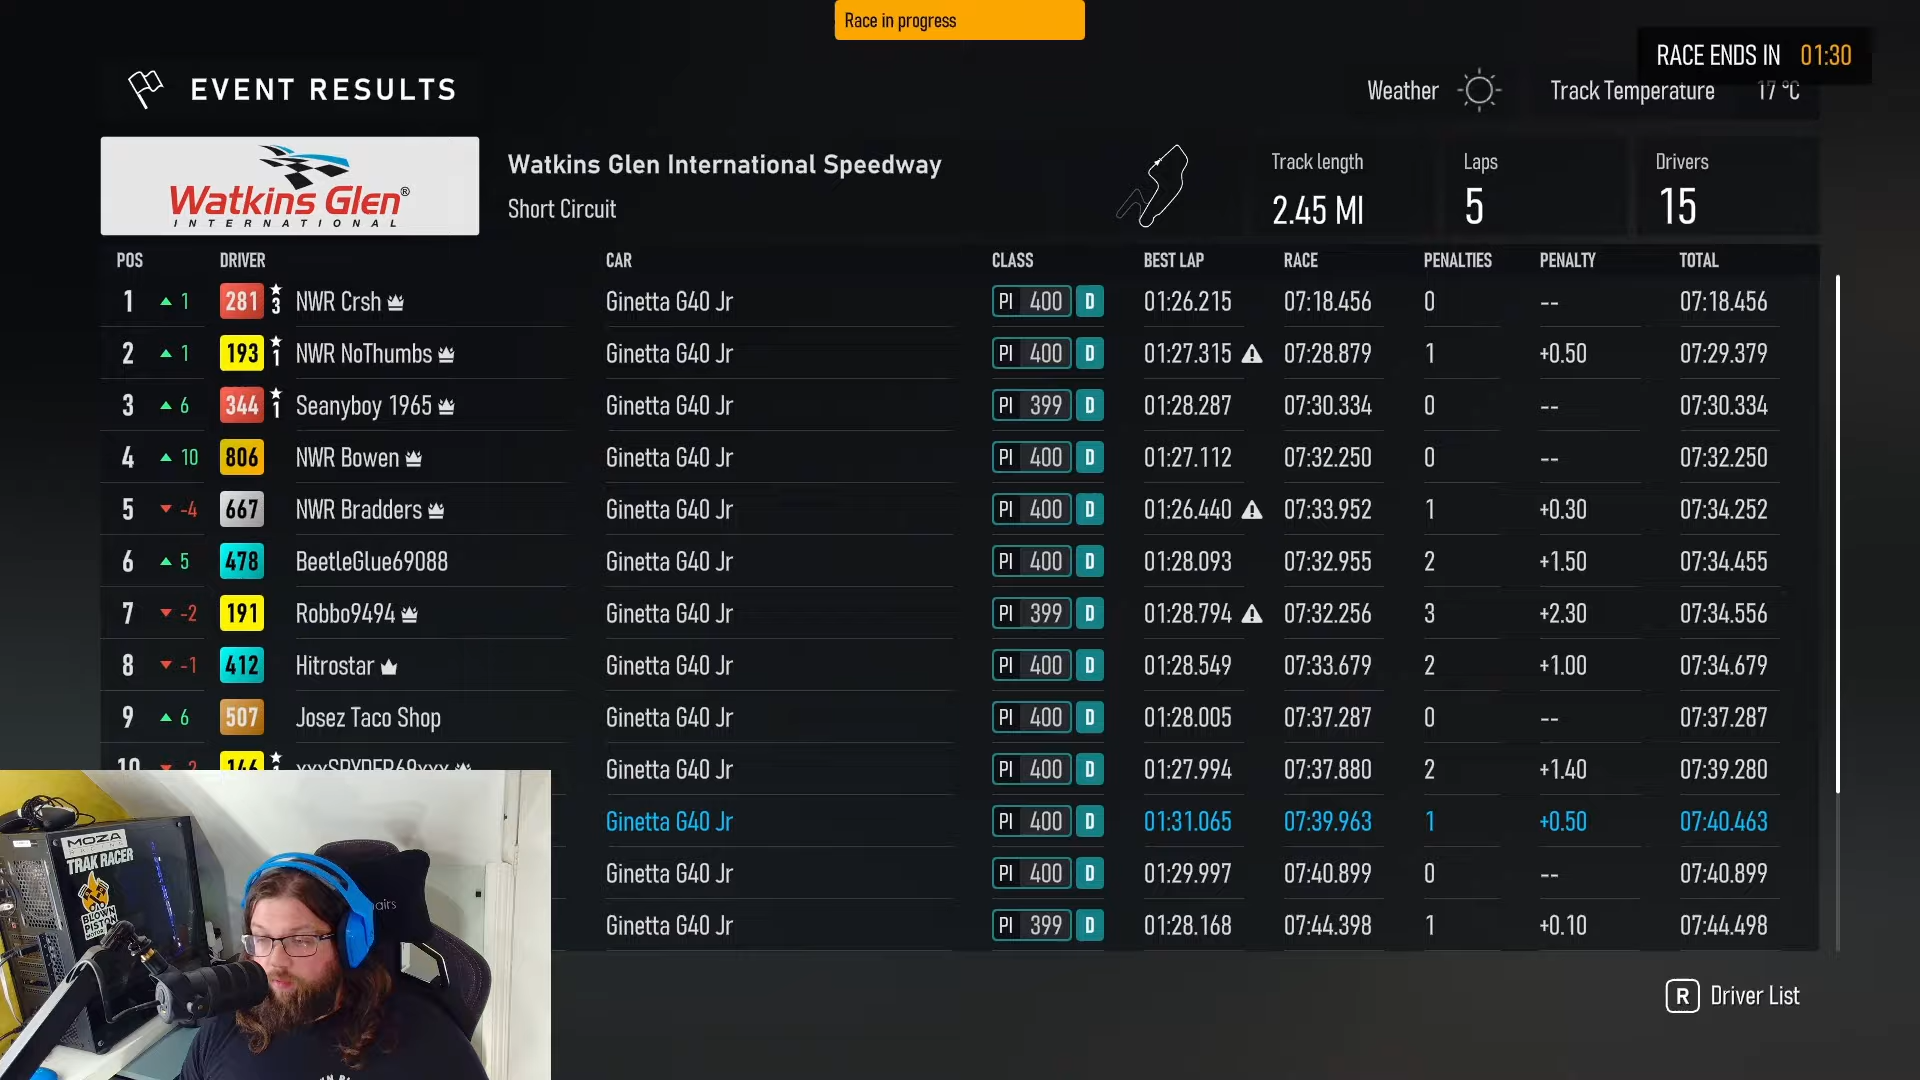 Race in progress
RACE ENDS IN 01:30
EVENT RESULTS
Weather Track Temperature 17 °C
Watkins Glen®
INTERNATIONAL
Watkins Glen International Speedway
Short Circuit
Track length
2.45 MI
Laps
5
Drivers
15
POS DRIVER CAR CLASS BEST LAP RACE PENALTIES PENALTY TOTAL
1 1 281 3 NWR Crsh Ginetta G40 Jr PI 400 D 01:26.215 07:18.456 0 -- 07:18.456
2 1 193 1 NWR NoThumbs Ginetta G40 Jr PI 400 D 01:27.315 07:28.879 1 +0.50 07:29.379
3 6 344 1 Seanyboy 1965 Ginetta G40 Jr PI 399 D 01:28.287 07:30.334 0 -- 07:30.334
4 10 806 NWR Bowen Ginetta G40 Jr PI 400 D 01:27.112 07:32.250 0 -- 07:32.250
5 -4 667 NWR Bradders Ginetta G40 Jr PI 400 D 01:26.440 07:33.952 1 +0.30 07:34.252
6 5 478 BeetleGlue69088 Ginetta G40 Jr PI 400 D 01:28.093 07:32.955 2 +1.50 07:34.455
7 -2 191 Robbo9494 Ginetta G40 Jr PI 399 D 01:28.794 07:32.256 3 +2.30 07:34.556
8 -1 412 Hitrostar Ginetta G40 Jr PI 400 D 01:28.549 07:33.679 2 +1.00 07:34.679
9 6 507 Josez Taco Shop Ginetta G40 Jr PI 400 D 01:28.005 07:37.287 0 -- 07:37.287
10 -2 146 xxxSPYDER69xxx Ginetta G40 Jr PI 400 D 01:27.994 07:37.880 2 +1.40 07:39.280
Ginetta G40 Jr PI 400 D 01:31.065 07:39.963 1 +0.50 07:40.463
Ginetta G40 Jr PI 400 D 01:29.997 07:40.899 0 -- 07:40.899
Ginetta G40 Jr PI 399 D 01:28.168 07:44.398 1 +0.10 07:44.498
MOZA
TRAK RACER
BLOWN
PISTON
airs
R Driver List